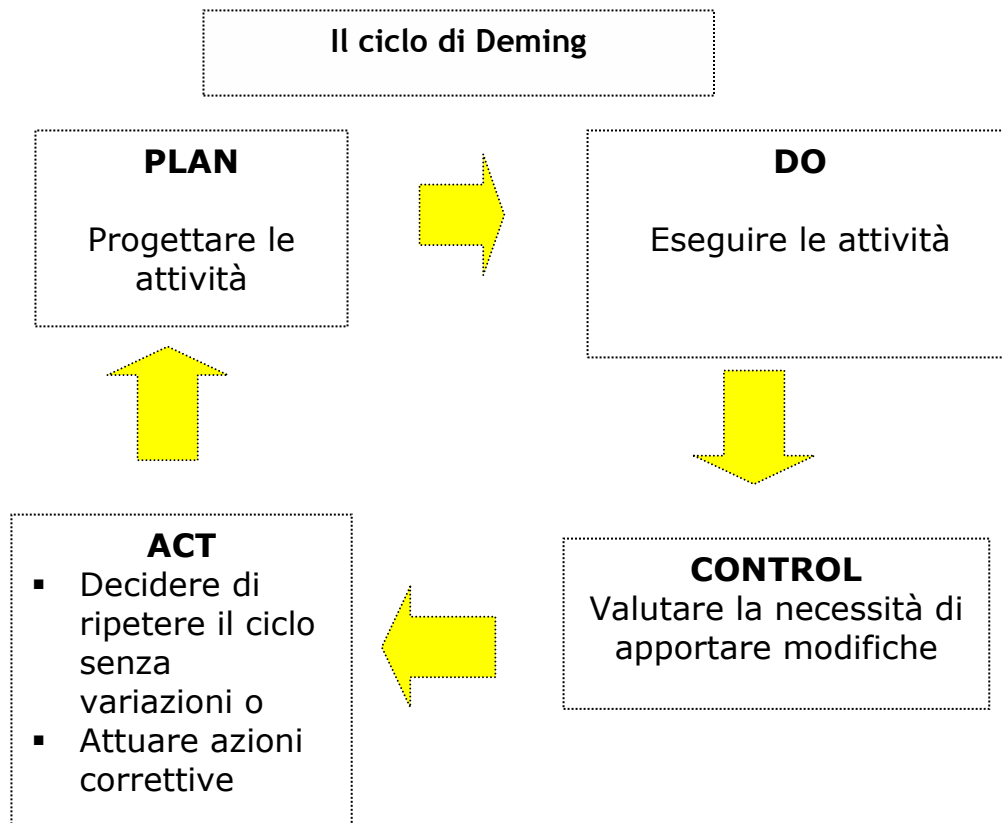 Il ciclo di Deming
PLAN
Progettare le
attività
DO
Eseguire le attività
CONTROL
Valutare la necessità di
apportare modifiche
ACT
▪ Decidere di
ripetere il ciclo
senza
variazioni o
▪ Attuare azioni
correttive